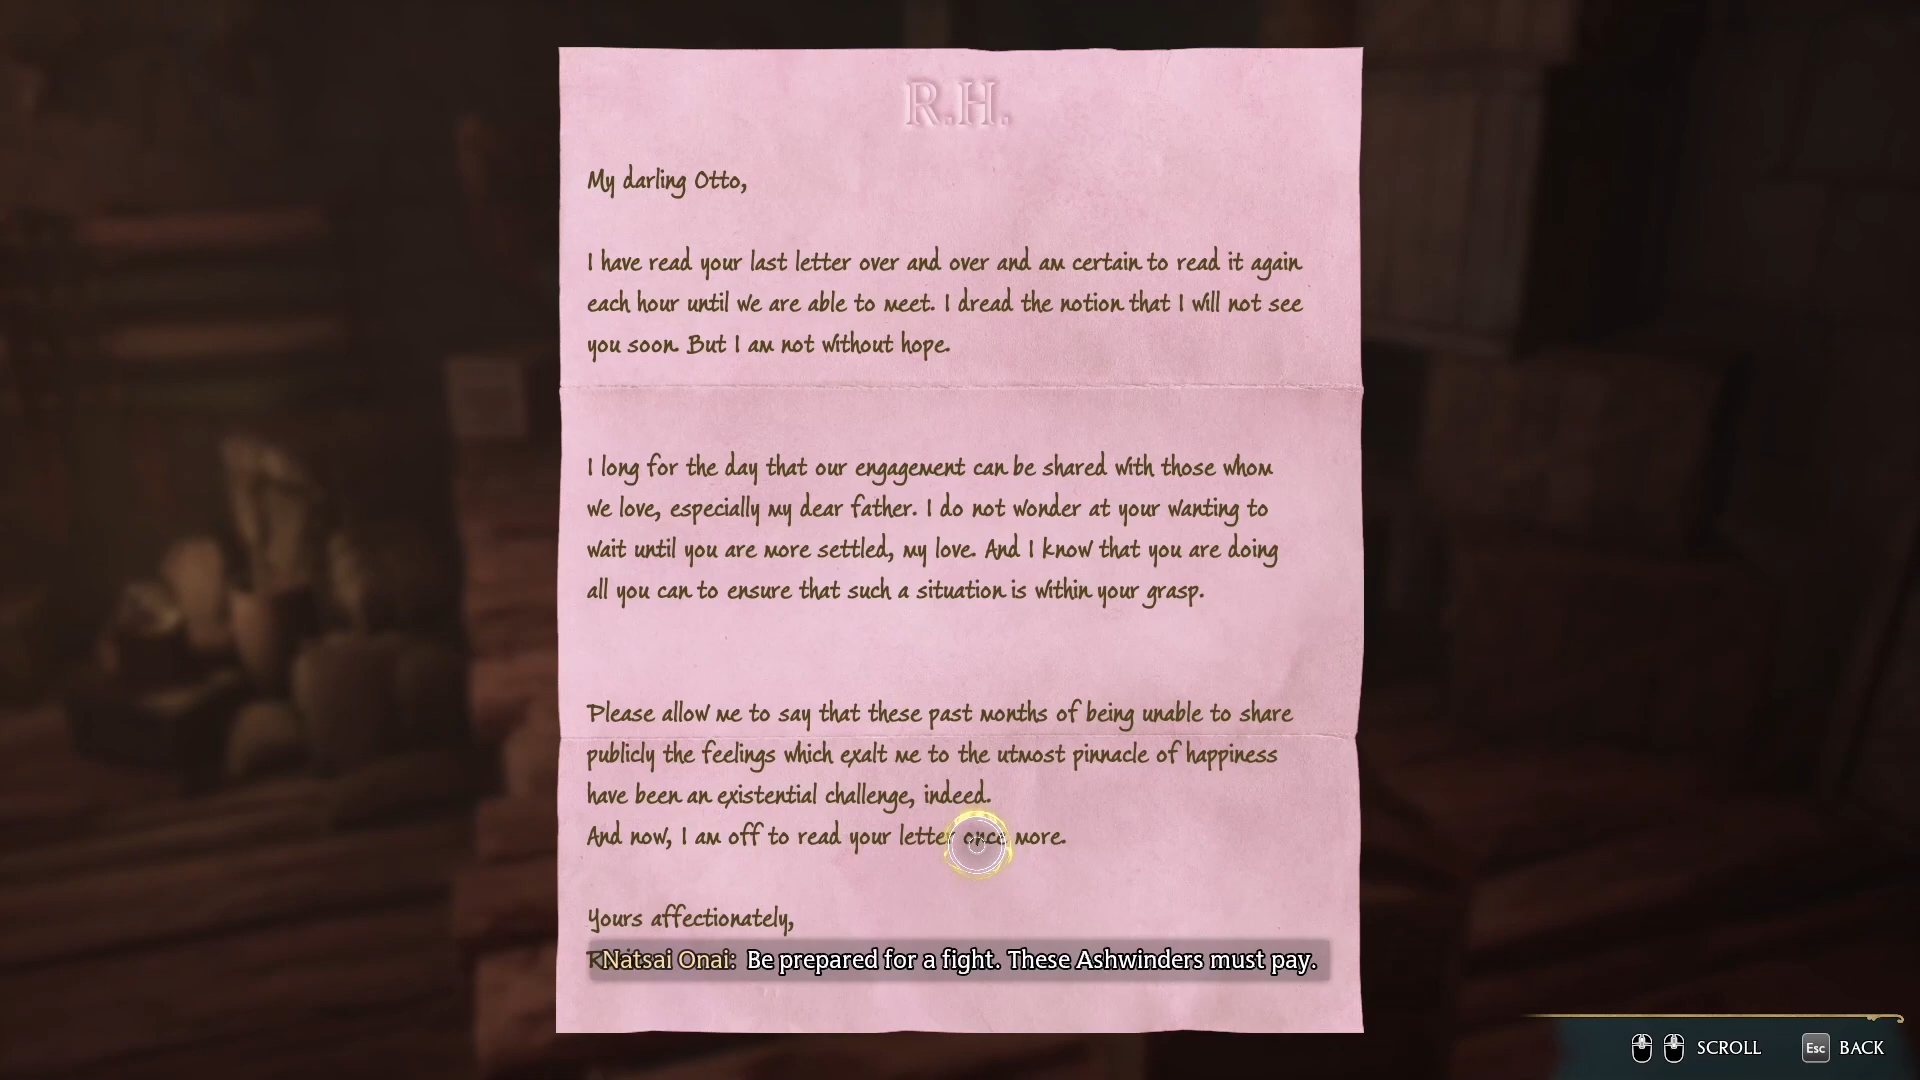 R.H.
My darling Otto,
I have read your last letter over and over and am certain to read it again
each hour until we are able to meet. I dread the notion that I will not see
you soon. But I am not without hope.
I long for the day that our engagement can be shared with those whom
we love, especially my dear father. I do not wonder at your wanting to
wait until you are more settled, my love. And I know that you are doing
all you can to ensure that such a situation is within your grasp.
Please allow me to say that these past months of being unable to share
publicly the feelings which exalt me to the utmost pinnacle of happiness
have been an existential challenge, indeed.
And now, I am off to read your letter once more.
Yours affectionately,
Natsai Onai: Be prepared for a fight. These Ashwinders must pay.
SCROLL
Esc BACK